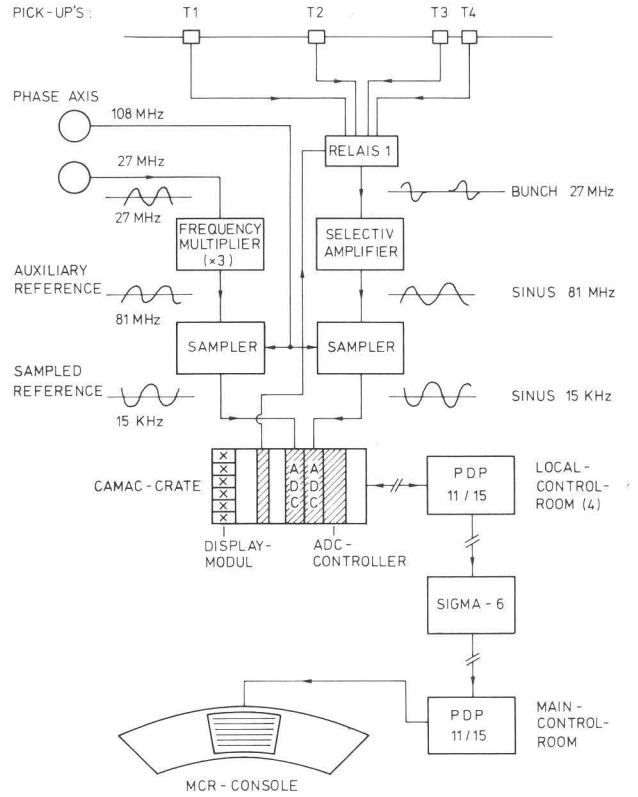 PICK-UP'S: T1 T2 T3 T4
PHASE AXIS
108 MHz
RELAIS 1
27 MHz
BUNCH 27 MHz
27 MHz
FREQUENCY
MULTIPLIER
(×3)
SELECTIV
AMPLIFIER
AUXILIARY
REFERENCE
SINUS 81 MHz
81 MHz
SAMPLER
SAMPLER
SAMPLED
REFERENCE
SINUS 15 KHz
15 KHz
CAMAC-CRATE
ADC
ADC
PDP
11/15
LOCAL-
CONTROL-
ROOM (4)
DISPLAY-
MODUL
ADC-
CONTROLLER
SIGMA-6
PDP
11/15
MAIN-
CONTROL-
ROOM
MCR-CONSOLE